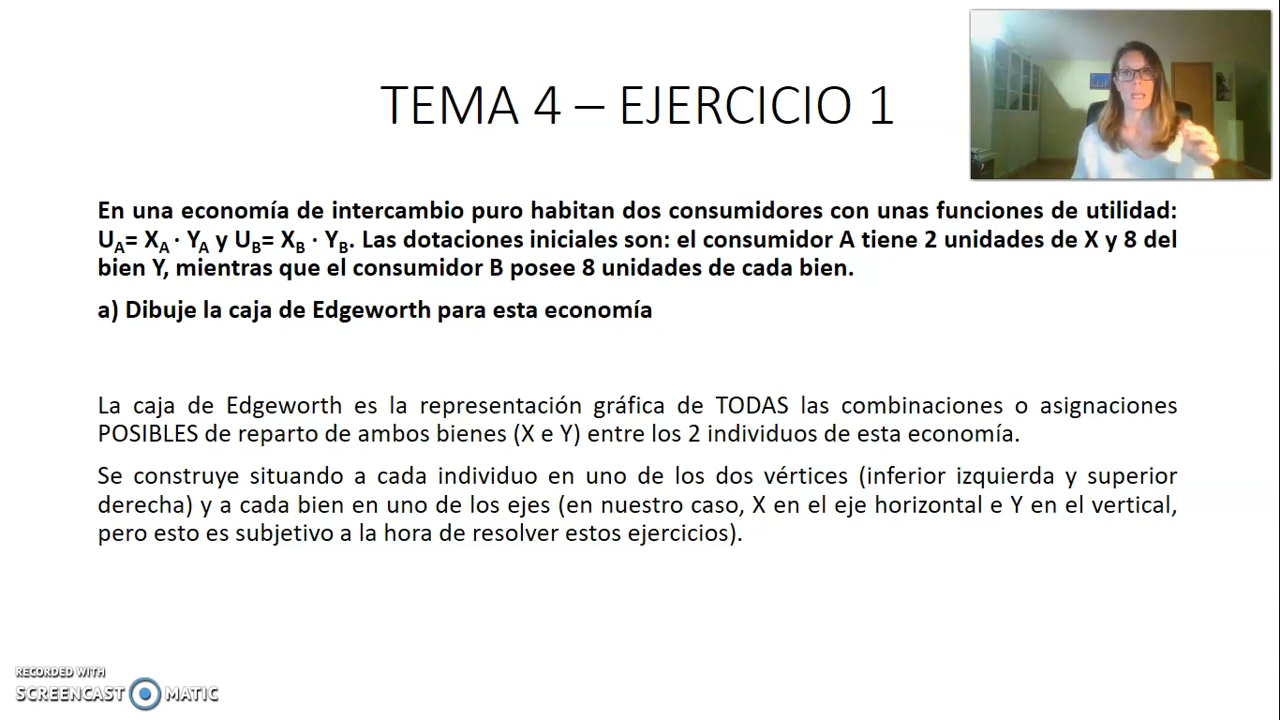 TEMA 4 – EJERCICIO 1
En una economía de intercambio puro habitan dos consumidores con unas funciones de utilidad:
U_A= X_A · Y_A y U_B= X_B · Y_B. Las dotaciones iniciales son: el consumidor A tiene 2 unidades de X y 8 del
bien Y, mientras que el consumidor B posee 8 unidades de cada bien.
a) Dibuje la caja de Edgeworth para esta economía
La caja de Edgeworth es la representación gráfica de TODAS las combinaciones o asignaciones
POSIBLES de reparto de ambos bienes (X e Y) entre los 2 individuos de esta economía.
Se construye situando a cada individuo en uno de los dos vértices (inferior izquierda y superior
derecha) y a cada bien en uno de los ejes (en nuestro caso, X en el eje horizontal e Y en el vertical,
pero esto es subjetivo a la hora de resolver estos ejercicios).
RECORDED WITH
SCREENCAST MATIC